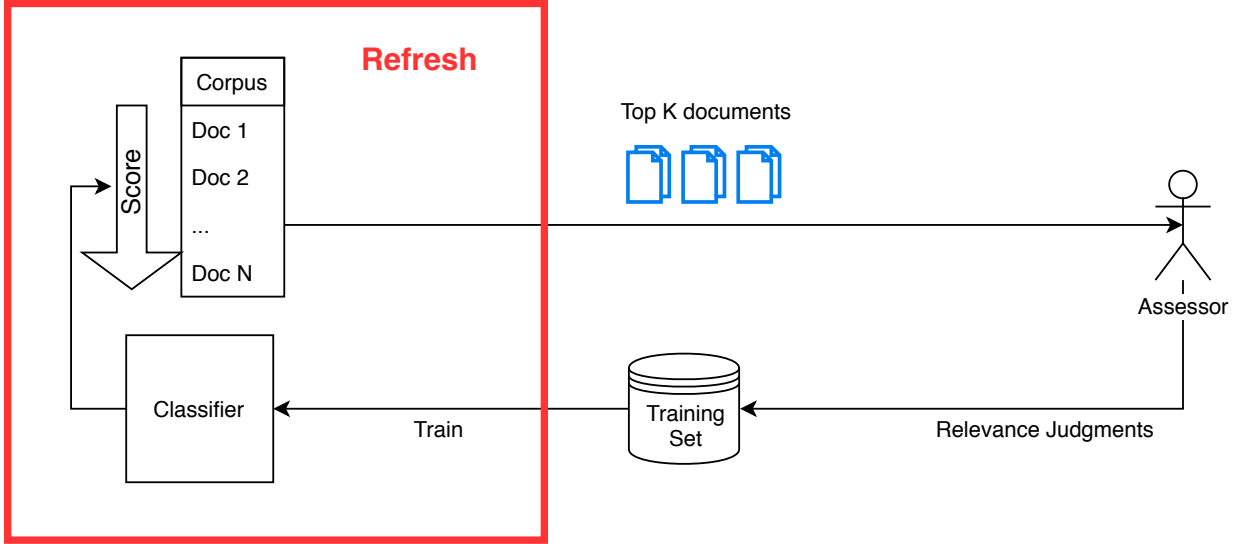 Refresh
Corpus
Doc 1
Doc 2
...
Doc N
Score
Top K documents
Assessor
Classifier
Train
Training
Set
Relevance Judgments